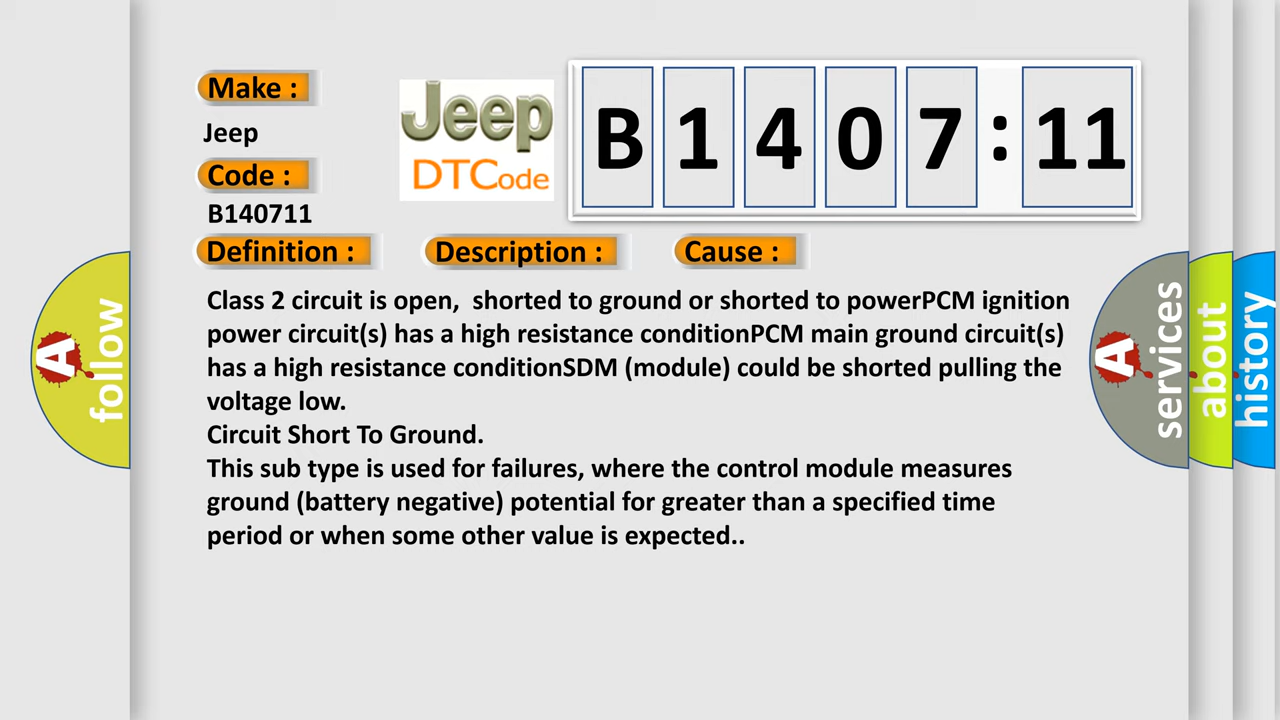 Make :
Jeep
Code :
B140711
Jeep
DTCode
B 1 4 0 7 : 11
Definition :
Description :
Cause :
Class 2 circuit is open,  shorted to ground or shorted to powerPCM ignition
power circuit(s) has a high resistance conditionPCM main ground circuit(s)
has a high resistance conditionSDM (module) could be shorted pulling the
voltage low.
Circuit Short To Ground.
This sub type is used for failures, where the control module measures
ground (battery negative) potential for greater than a specified time
period or when some other value is expected..
A
follow
A
services
about
history